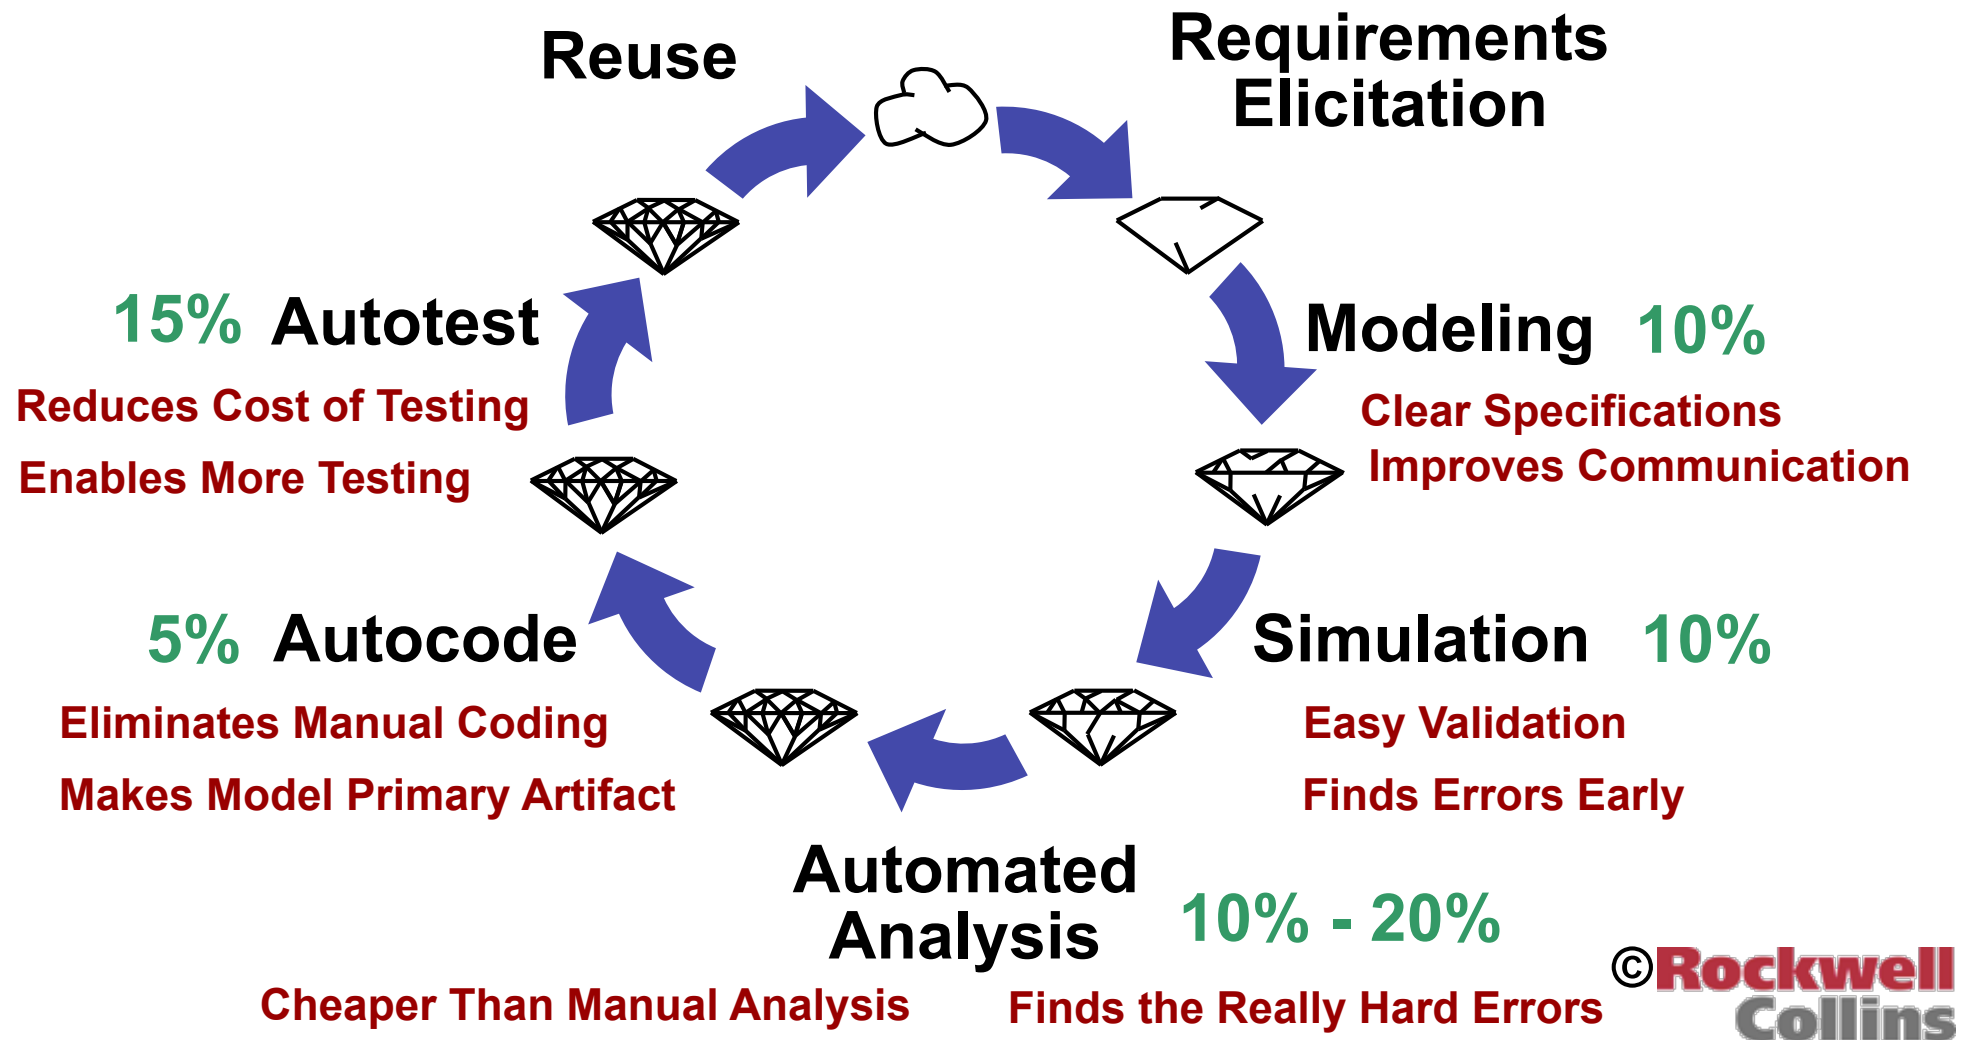 Reuse
Requirements
Elicitation
15% Autotest
Reduces Cost of Testing
Enables More Testing
Modeling 10%
Clear Specifications
Improves Communication
5% Autocode
Eliminates Manual Coding
Makes Model Primary Artifact
Simulation 10%
Easy Validation
Finds Errors Early
Automated
Analysis
10% - 20%
Cheaper Than Manual Analysis
Finds the Really Hard Errors
©Rockwell
Collins